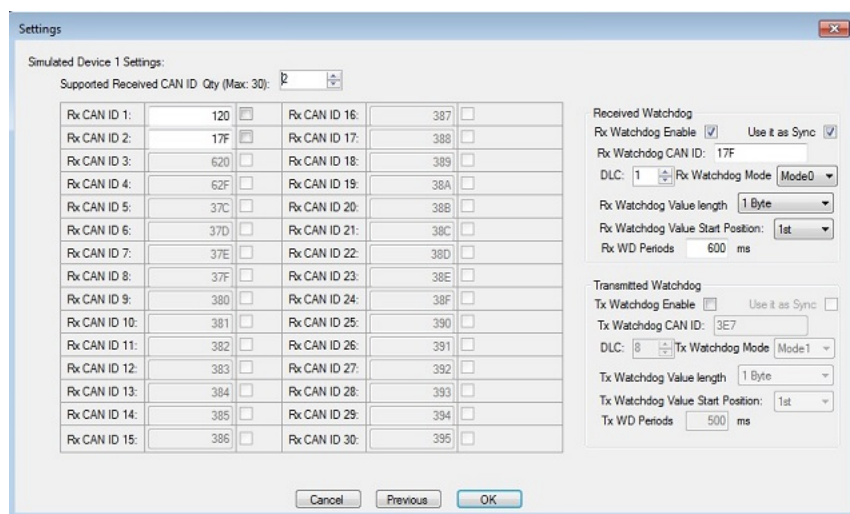 Settings
Simulated Device 1 Settings:
Supported Received CAN ID Qty (Max: 30): 2
Rx CAN ID 1: 120 Rx CAN ID 16: 387
Rx CAN ID 2: 17F Rx CAN ID 17: 388
Rx CAN ID 3: 620 Rx CAN ID 18: 389
Rx CAN ID 4: 62F Rx CAN ID 19: 38A
Rx CAN ID 5: 37C Rx CAN ID 20: 38B
Rx CAN ID 6: 37D Rx CAN ID 21: 38C
Rx CAN ID 7: 37E Rx CAN ID 22: 38D
Rx CAN ID 8: 37F Rx CAN ID 23: 38E
Rx CAN ID 9: 380 Rx CAN ID 24: 38F
Rx CAN ID 10: 381 Rx CAN ID 25: 390
Rx CAN ID 11: 382 Rx CAN ID 26: 391
Rx CAN ID 12: 383 Rx CAN ID 27: 392
Rx CAN ID 13: 384 Rx CAN ID 28: 393
Rx CAN ID 14: 385 Rx CAN ID 29: 394
Rx CAN ID 15: 386 Rx CAN ID 30: 395
Received Watchdog
Rx Watchdog Enable Use it as Sync
Rx Watchdog CAN ID: 17F
DLC: 1 Rx Watchdog Mode Mode0
Rx Watchdog Value length 1 Byte
Rx Watchdog Value Start Position: 1st
Rx WD Periods 600 ms
Transmitted Watchdog
Tx Watchdog Enable Use it as Sync
Tx Watchdog CAN ID: 3E7
DLC: 8 Tx Watchdog Mode Mode1
Tx Watchdog Value length 1 Byte
Tx Watchdog Value Start Position: 1st
Tx WD Periods 500 ms
Cancel Previous OK